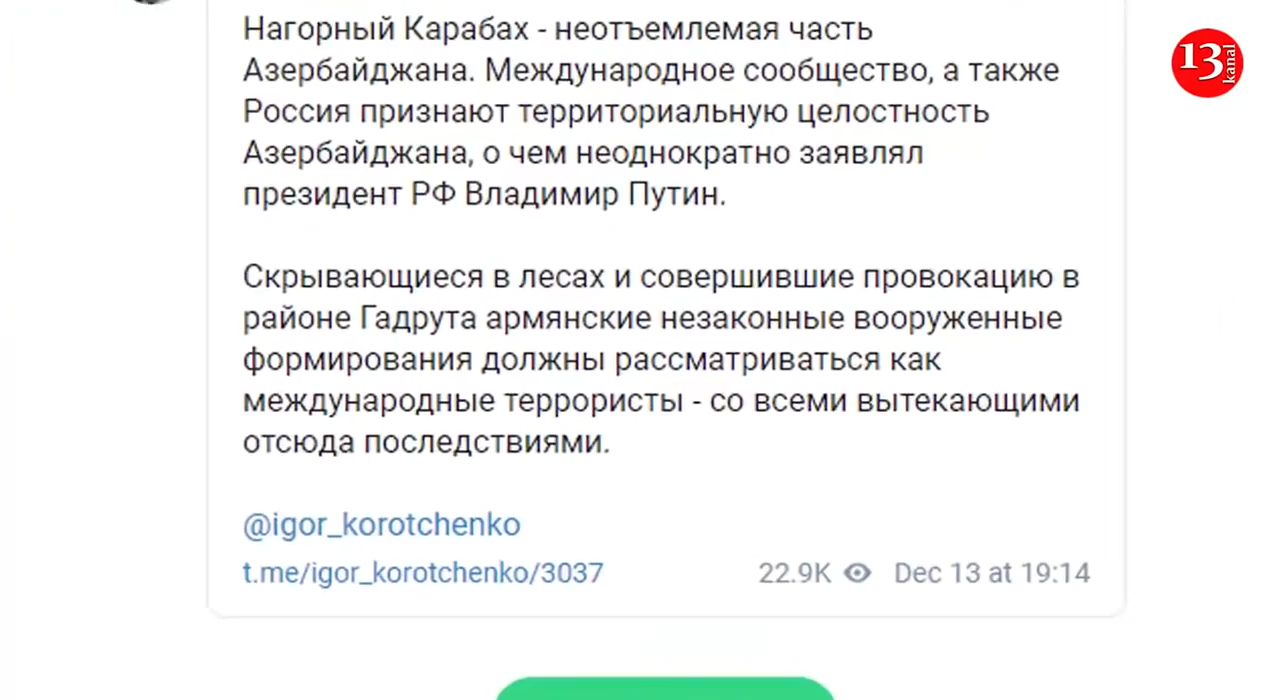 Нагорный Карабах - неотъемлемая часть
Азербайджана. Международное сообщество, а также
Россия признают территориальную целостность
Азербайджана, о чем неоднократно заявлял
президент РФ Владимир Путин.
Скрывающиеся в лесах и совершившие провокацию в
районе Гадрута армянские незаконные вооруженные
формирования должны рассматриваться как
международные террористы - со всеми вытекающими
отсюда последствиями.
@igor_korotchenko
t.me/igor_korotchenko/3037 22.9K Dec 13 at 19:14
13 kanal